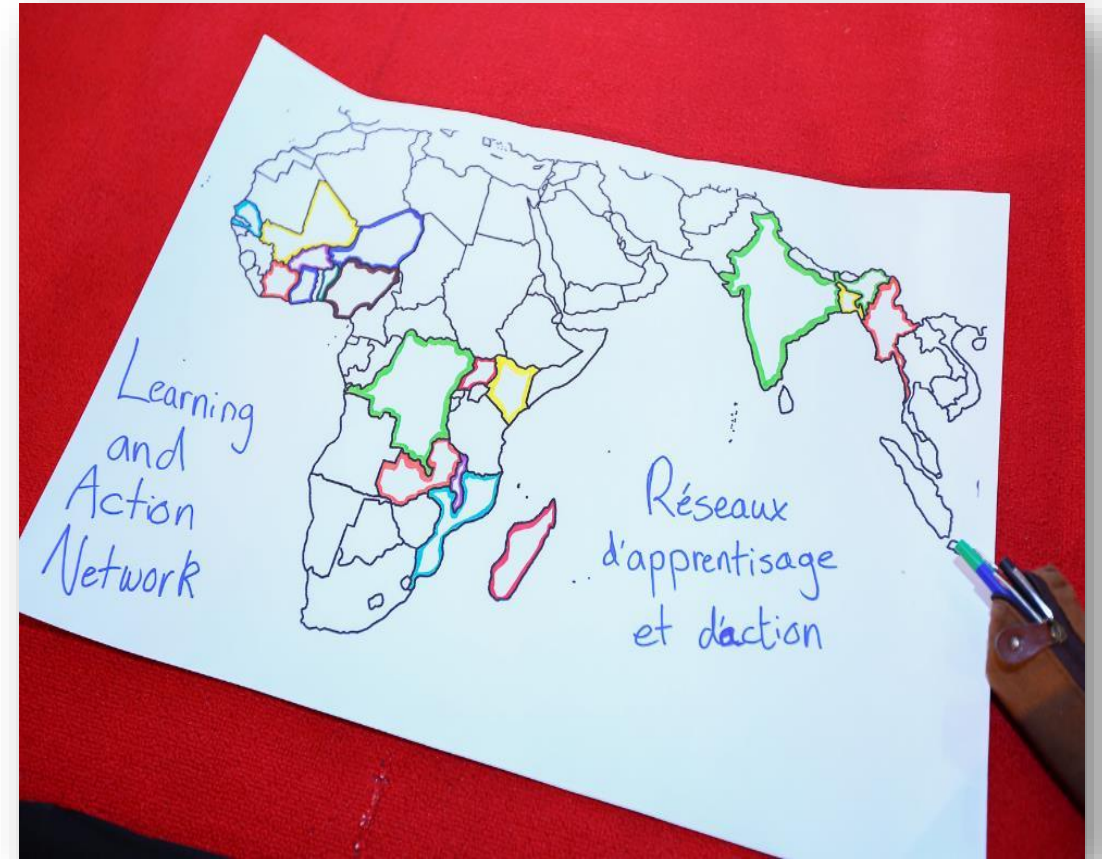 Learning
and
Action
Network
Réseaux
d'apprentisage
et d'action